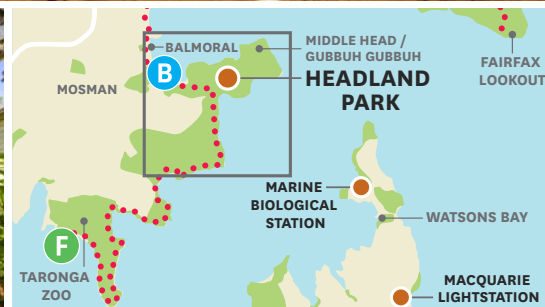 BALMORAL
MIDDLE HEAD /
GUBBUH GUBBUH
HEADLAND
PARK
FAIRFAX
LOOKOUT
B
MOSMAN
MARINE
BIOLOGICAL
STATION
WATSONS BAY
F
TARONGA
ZOO
MACQUARIE
LIGHTSTATION